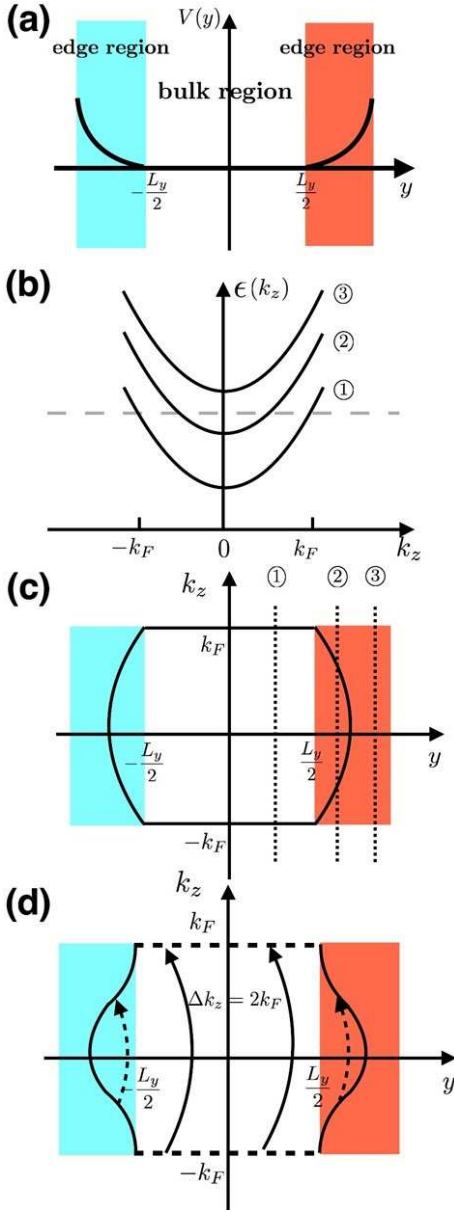 (a)
V(y)
edge region
edge region
bulk region
-L_y/2
L_y/2
y
(b)
ϵ(k_z)
③
②
①
-k_F
0
k_F
k_z
(c)
k_z
①
②
③
k_F
-L_y/2
L_y/2
y
-k_F
(d)
k_z
k_F
Δk_z = 2k_F
-L_y/2
L_y/2
y
-k_F